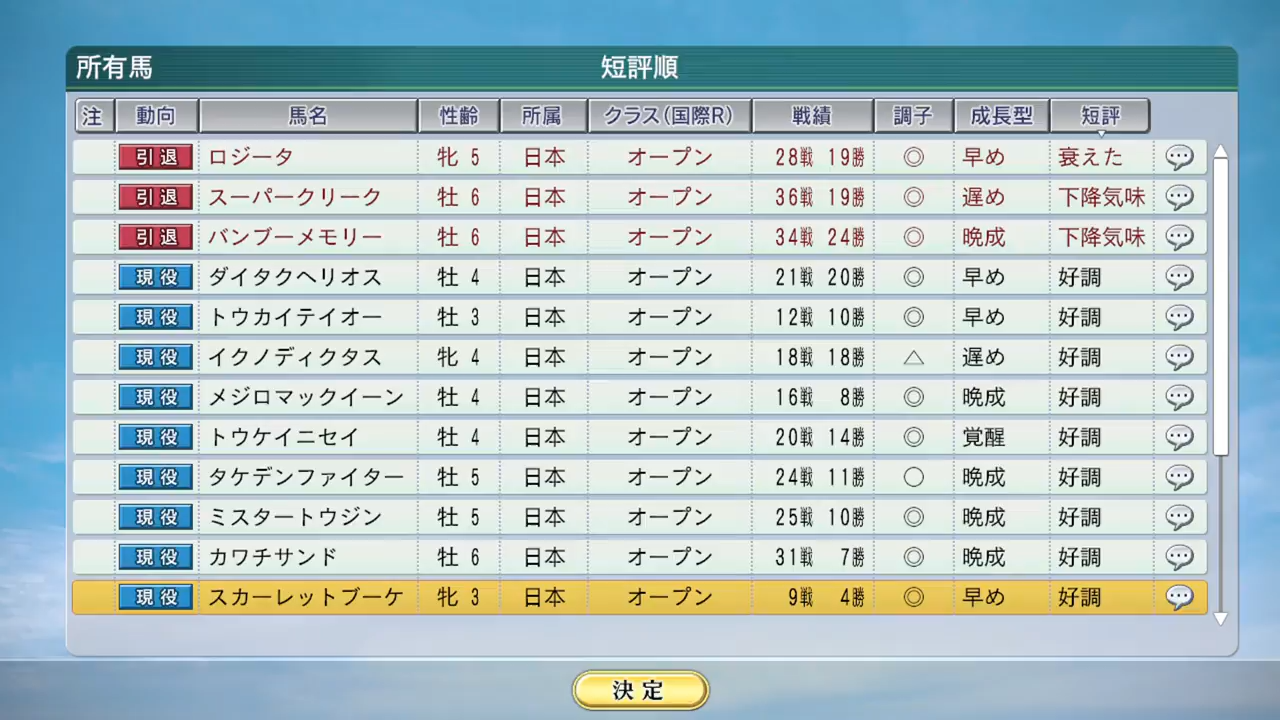 所有馬 短評順
注 動向 馬名 性齢 所属 クラス(国際R) 戦績 調子 成長型 短評
引退 ロジータ 牝 5 日本 オープン 28戦 19勝 ◎ 早め 衰えた
引退 スーパークリーク 牡 6 日本 オープン 36戦 19勝 ◎ 遅め 下降気味
引退 バンブーメモリー 牡 6 日本 オープン 34戦 24勝 ◎ 晩成 下降気味
現役 ダイタクヘリオス 牡 4 日本 オープン 21戦 20勝 ◎ 早め 好調
現役 トウカイテイオー 牡 3 日本 オープン 12戦 10勝 ◎ 早め 好調
現役 イクノディクタス 牝 4 日本 オープン 18戦 18勝 △ 遅め 好調
現役 メジロマックイーン 牡 4 日本 オープン 16戦 8勝 ◎ 晩成 好調
現役 トウケイニセイ 牡 4 日本 オープン 20戦 14勝 ◎ 覚醒 好調
現役 タケデンファイター 牡 5 日本 オープン 24戦 11勝 ○ 晩成 好調
現役 ミスタートウジン 牡 5 日本 オープン 25戦 10勝 ◎ 晩成 好調
現役 カワチサンド 牡 6 日本 オープン 31戦 7勝 ◎ 晩成 好調
現役 スカーレットブーケ 牝 3 日本 オープン 9戦 4勝 ◎ 早め 好調
決定